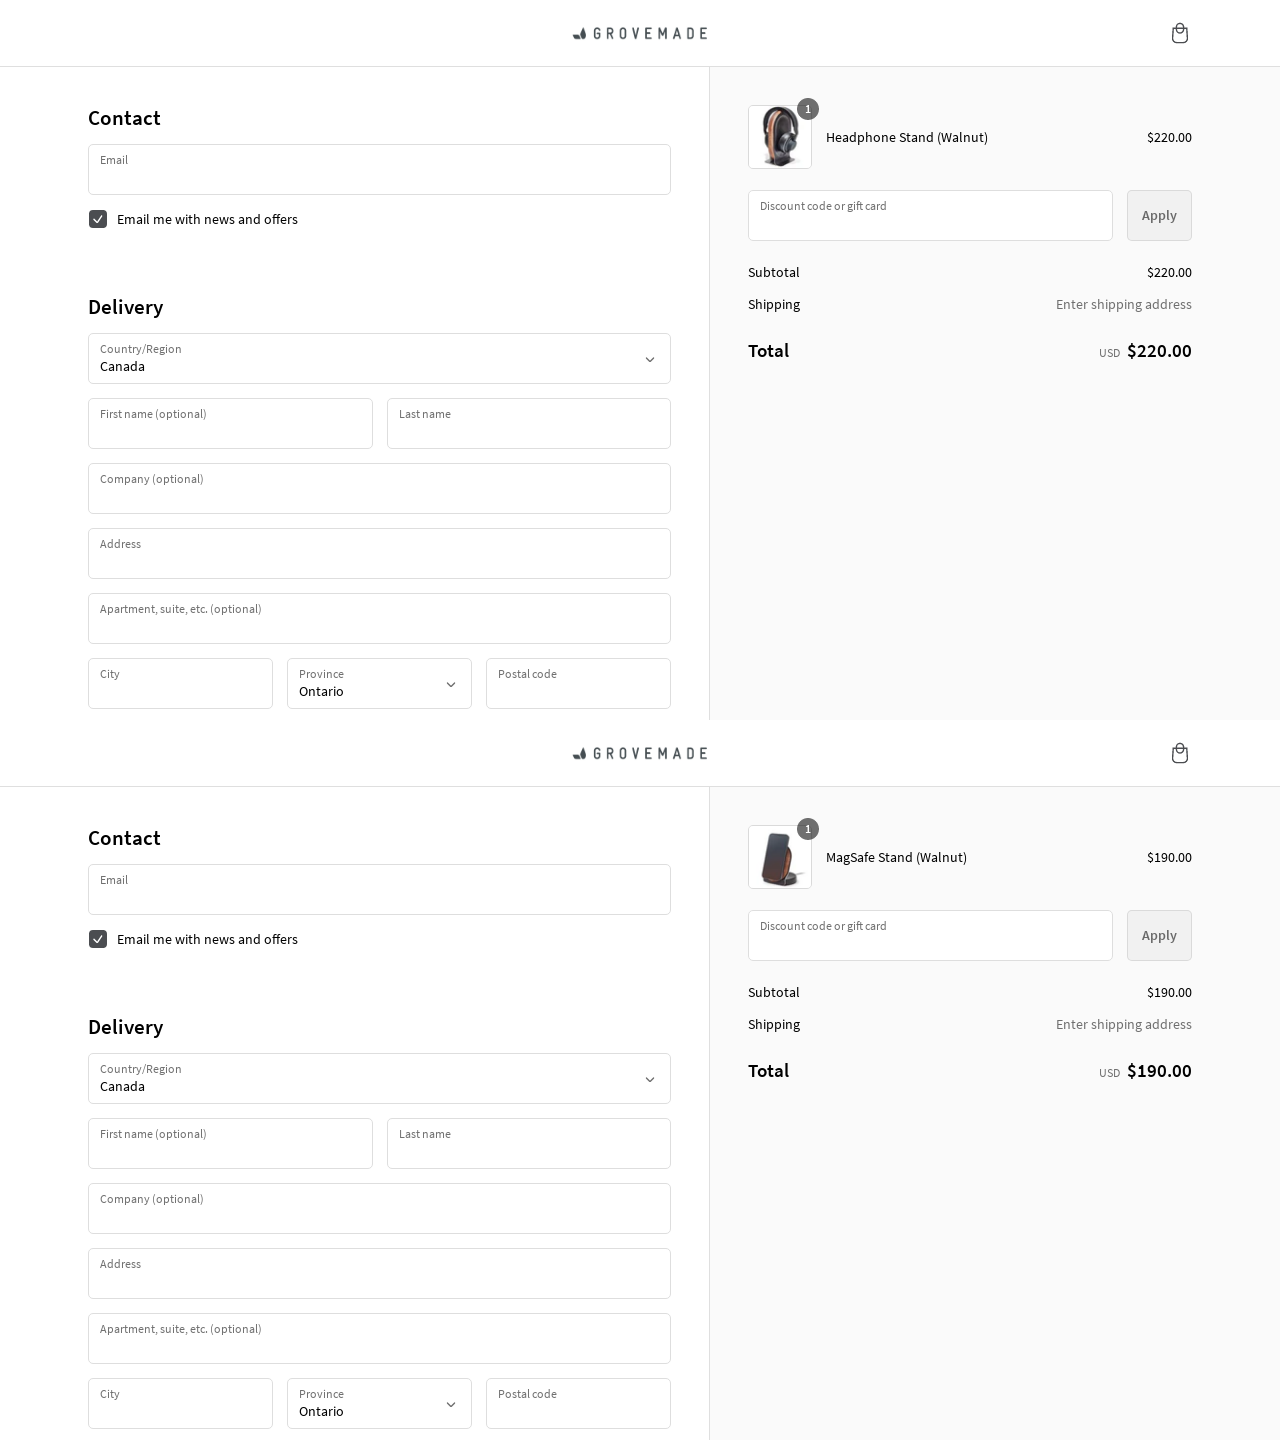 GROVEMADE
Contact
Email
Email me with news and offers
Delivery
Country/Region
Canada
First name (optional)
Last name
Company (optional)
Address
Apartment, suite, etc. (optional)
City
Province
Ontario
Postal code
1
Headphone Stand (Walnut)
$220.00
Discount code or gift card
Apply
Subtotal
$220.00
Shipping
Enter shipping address
Total
USD $220.00
GROVEMADE
Contact
Email
Email me with news and offers
Delivery
Country/Region
Canada
First name (optional)
Last name
Company (optional)
Address
Apartment, suite, etc. (optional)
City
Province
Ontario
Postal code
1
MagSafe Stand (Walnut)
$190.00
Discount code or gift card
Apply
Subtotal
$190.00
Shipping
Enter shipping address
Total
USD $190.00